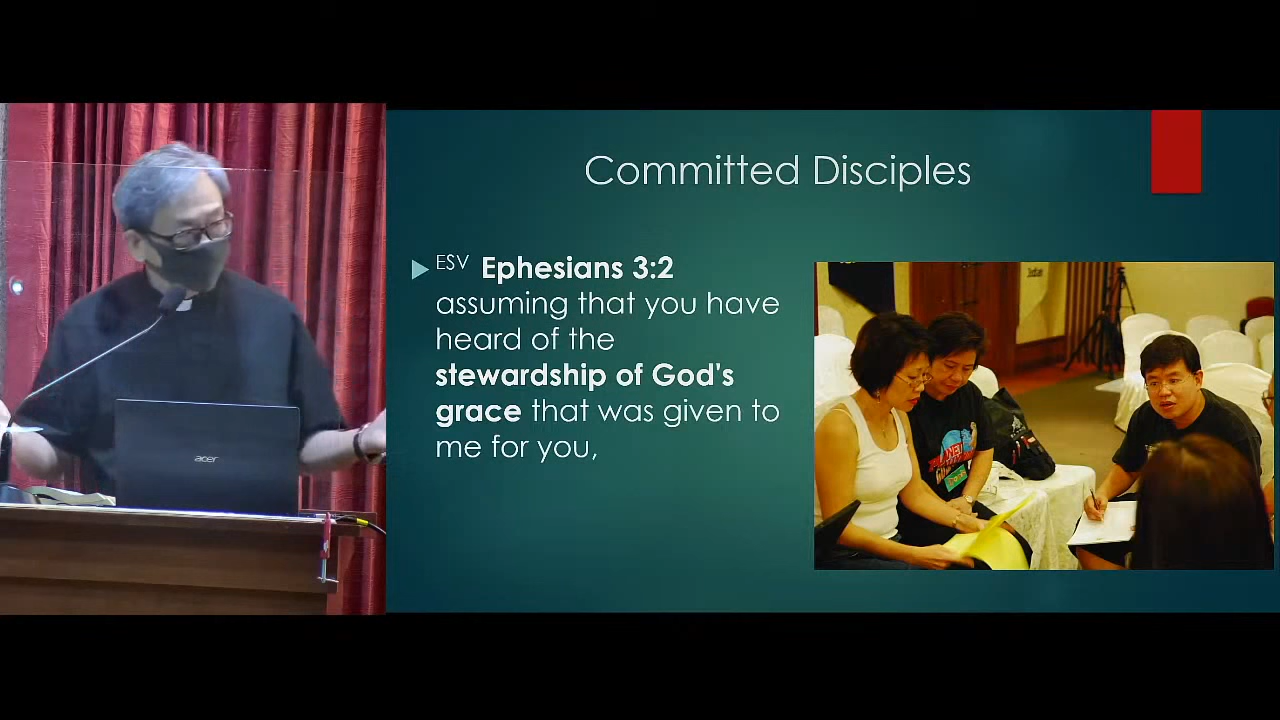 Committed Disciples
ESV Ephesians 3:2
assuming that you have
heard of the
stewardship of God's
grace that was given to
me for you,
acer